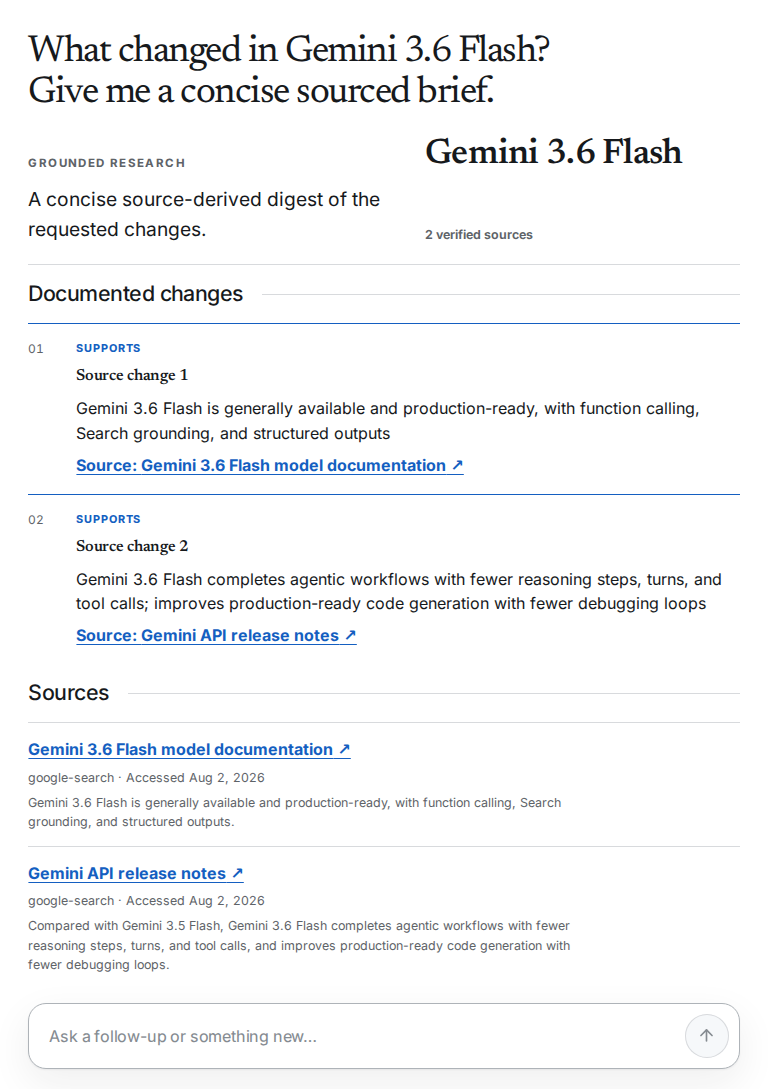 What changed in Gemini 3.6 Flash?
Give me a concise sourced brief.
GROUNDED RESEARCH
A concise source-derived digest of the
requested changes.
Gemini 3.6 Flash
2 verified sources
Documented changes
01
SUPPORTS
Source change 1
Gemini 3.6 Flash is generally available and production-ready, with function calling,
Search grounding, and structured outputs
Source: Gemini 3.6 Flash model documentation ↗
02
SUPPORTS
Source change 2
Gemini 3.6 Flash completes agentic workflows with fewer reasoning steps, turns, and
tool calls; improves production-ready code generation with fewer debugging loops
Source: Gemini API release notes ↗
Sources
Gemini 3.6 Flash model documentation ↗
google-search · Accessed Aug 2, 2026
Gemini 3.6 Flash is generally available and production-ready, with function calling, Search
grounding, and structured outputs.
Gemini API release notes ↗
google-search · Accessed Aug 2, 2026
Compared with Gemini 3.5 Flash, Gemini 3.6 Flash completes agentic workflows with fewer
reasoning steps, turns, and tool calls, and improves production-ready code generation with
fewer debugging loops.
Ask a follow-up or something new...